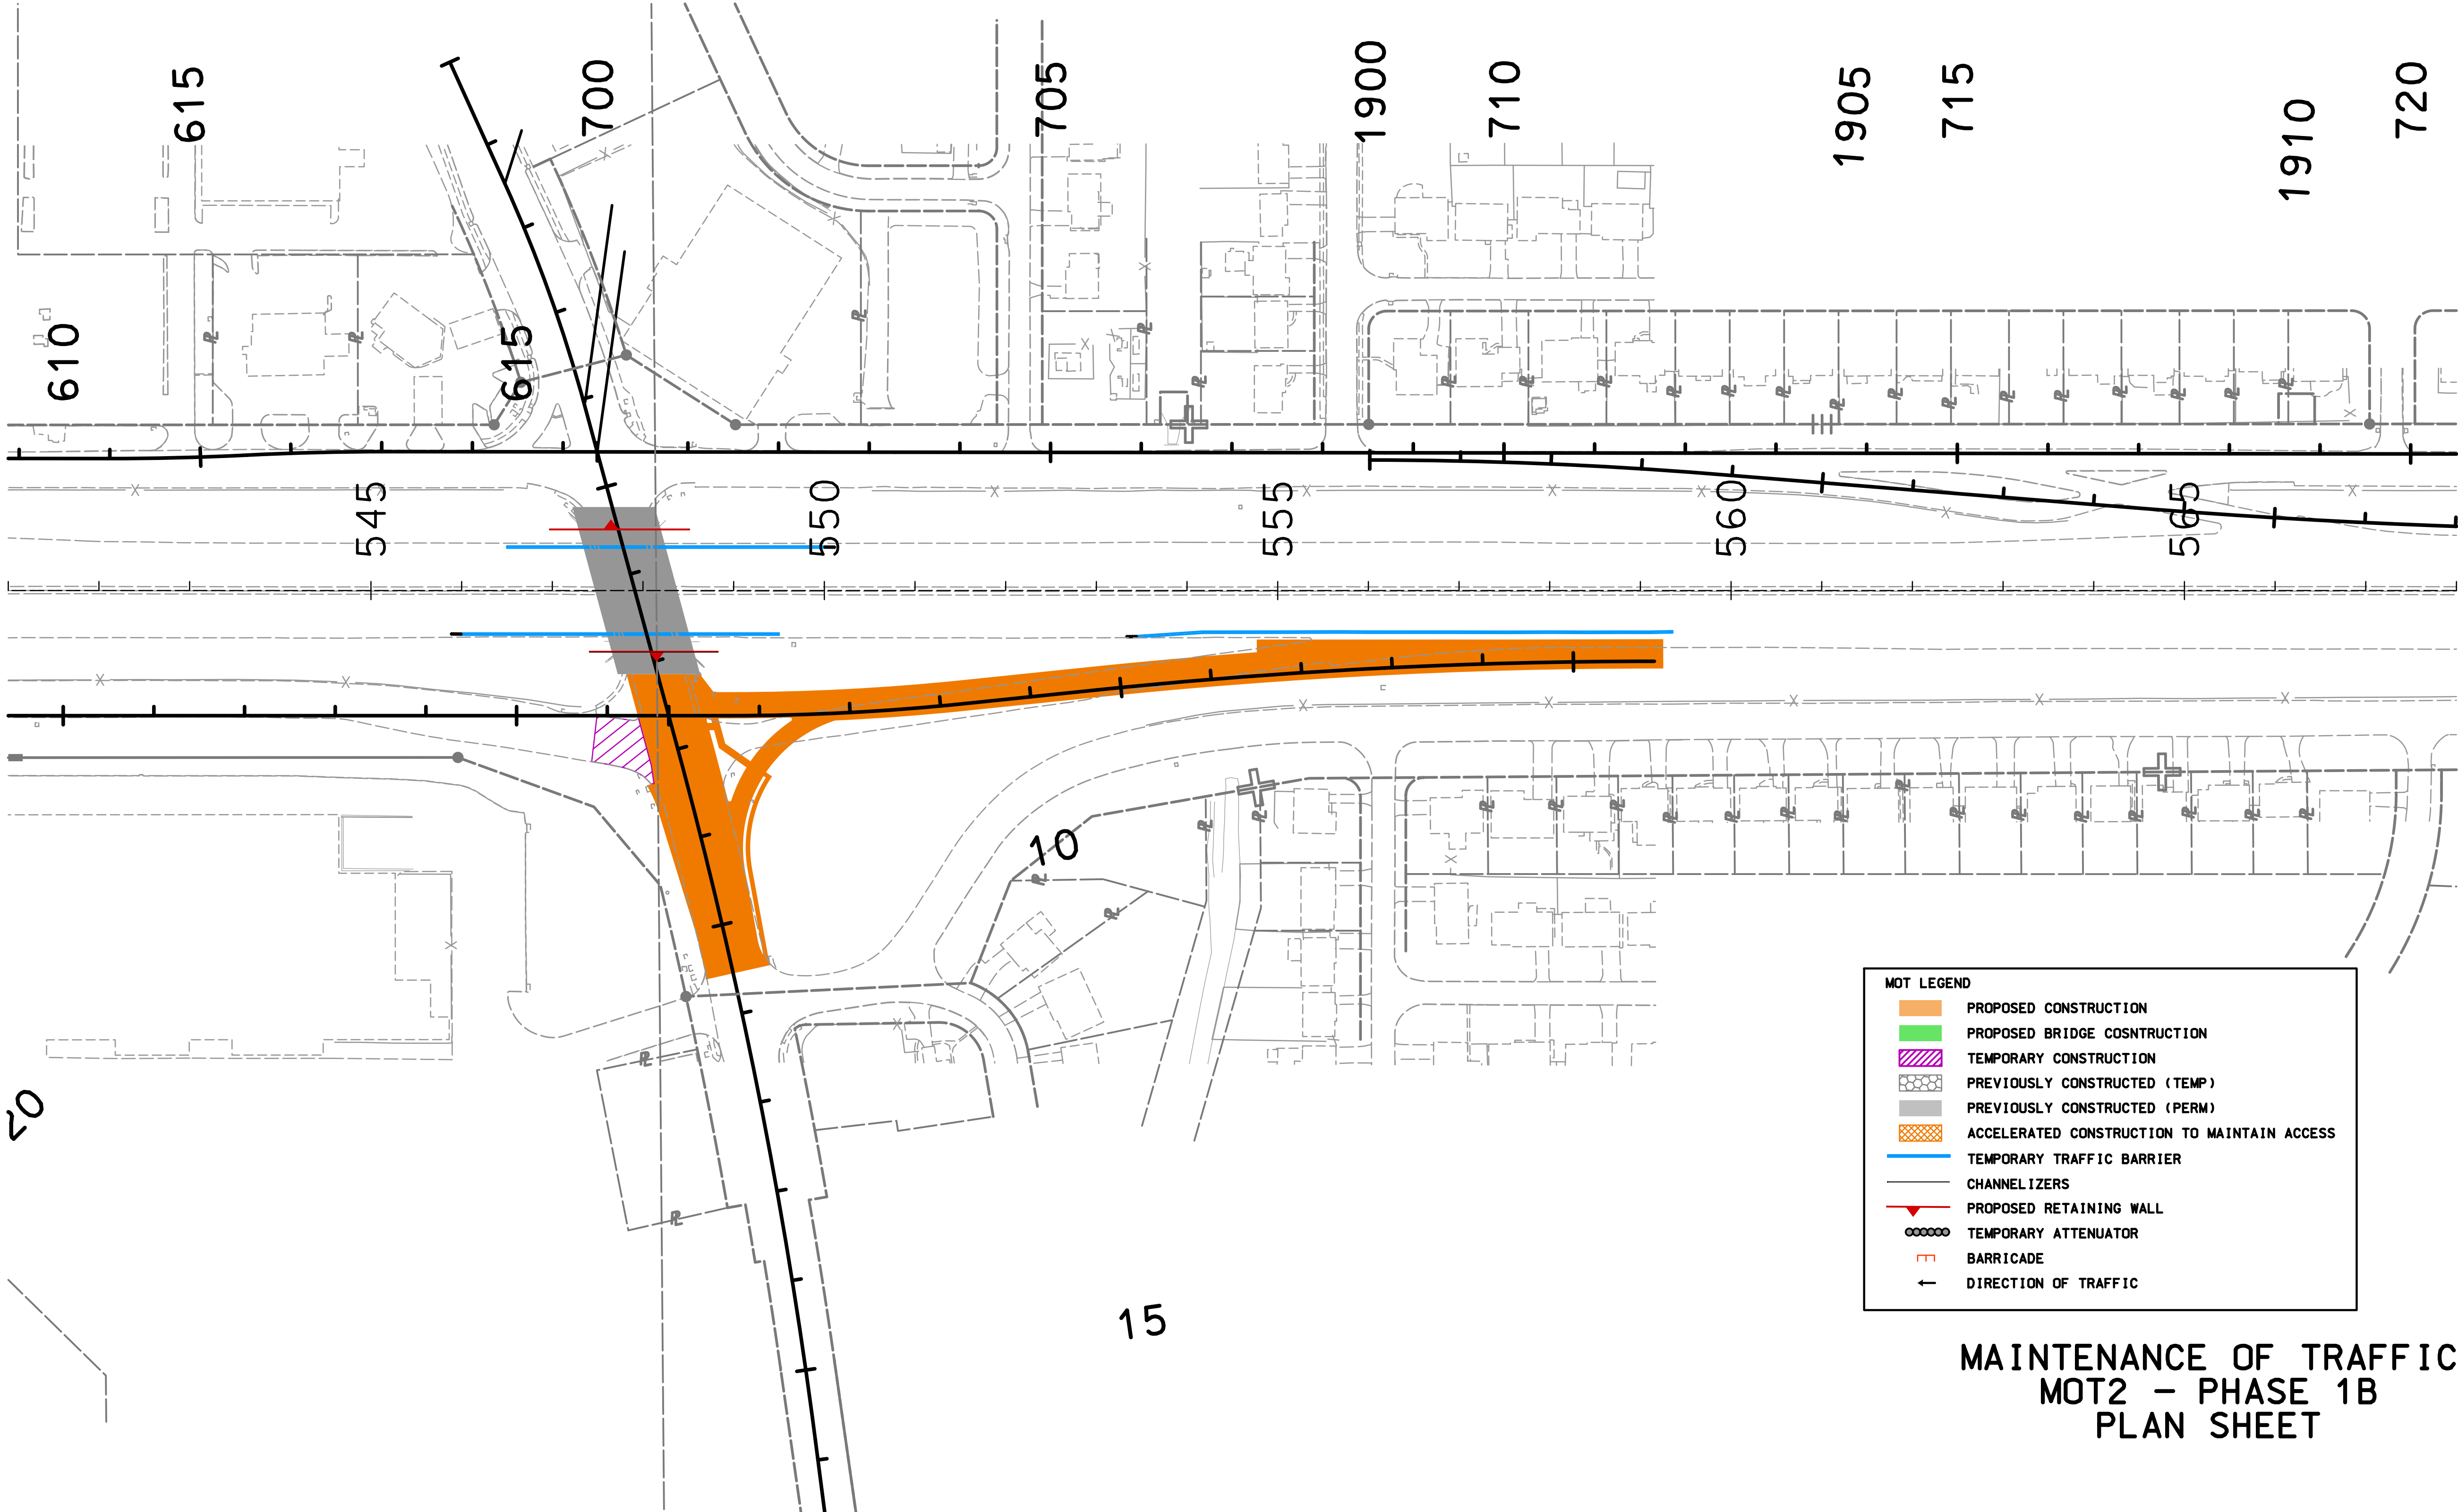 615
700
705
1900
710
1905
715
1910
720
610
615
545
550
555
560
565
10
20
15
MOT LEGEND
PROPOSED CONSTRUCTION
PROPOSED BRIDGE COSNTRUCTION
TEMPORARY CONSTRUCTION
PREVIOUSLY CONSTRUCTED (TEMP)
PREVIOUSLY CONSTRUCTED (PERM)
ACCELERATED CONSTRUCTION TO MAINTAIN ACCESS
TEMPORARY TRAFFIC BARRIER
CHANNELIZERS
PROPOSED RETAINING WALL
TEMPORARY ATTENUATOR
BARRICADE
DIRECTION OF TRAFFIC
MAINTENANCE OF TRAFFIC
MOT2 - PHASE 1B
PLAN SHEET